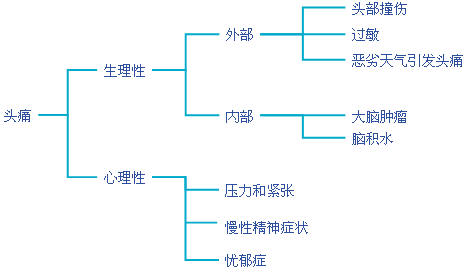 头痛
生理性
外部
头部撞伤
过敏
恶劣天气引发头痛
内部
大脑肿瘤
脑积水
心理性
压力和紧张
慢性精神症状
忧郁症